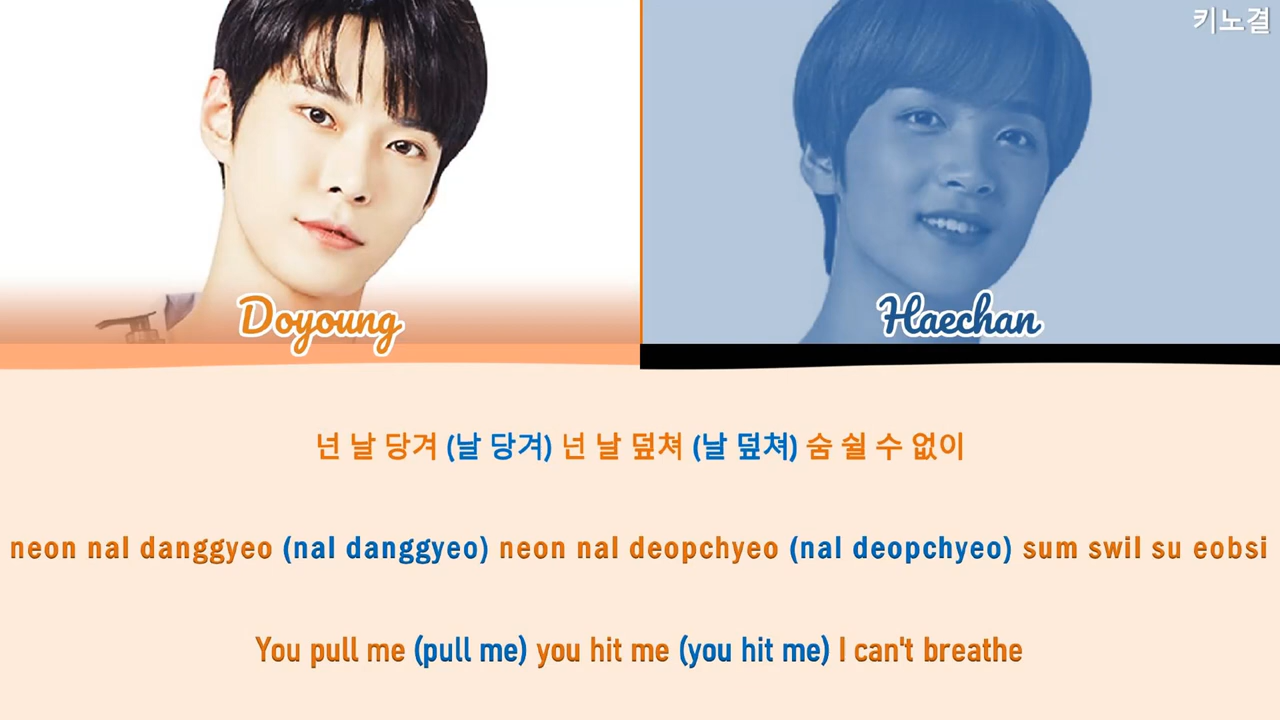 키노결
Doyoung
Haechan
넌 날 당겨 (날 당겨) 넌 날 덮쳐 (날 덮쳐) 숨 쉴 수 없이
neon nal danggyeo (nal danggyeo) neon nal deopchyeo (nal deopchyeo) sum swil su eobsi
You pull me (pull me) you hit me (you hit me) I can't breathe